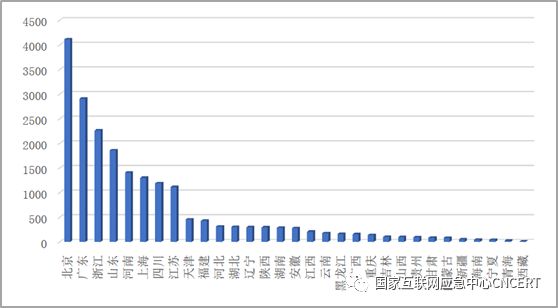 4500
4000
3500
3000
2500
2000
1500
1000
500
0
北京
广东
浙江
山东
河南
上海
四川
江苏
天津
福建
河北
湖北
辽宁
陕西
湖南
安徽
江西
云南
黑龙江
广西
重庆
吉林
山西
贵州
甘肃
内蒙古
新疆
海南
宁夏
青海
西藏
国家互联网应急中心CNCERT